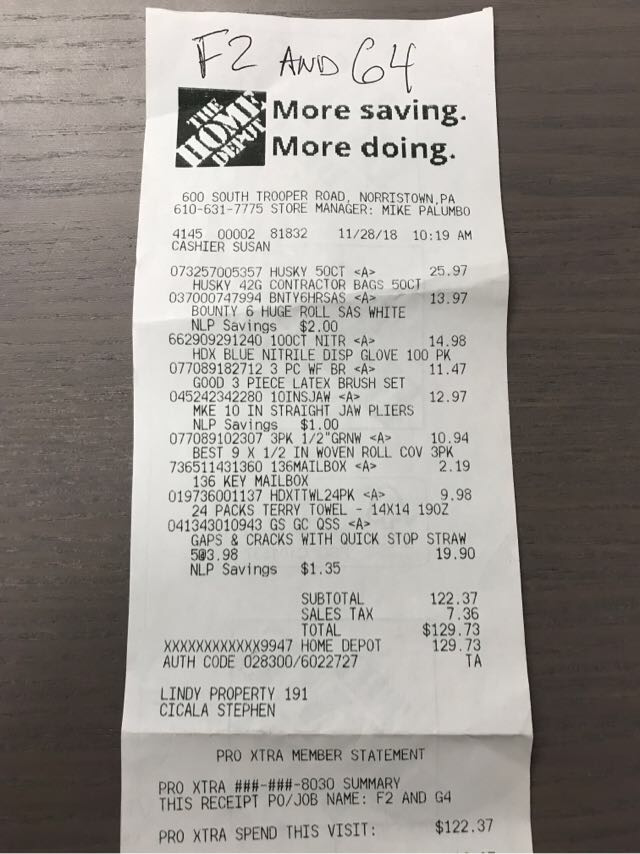 F2 AND G4
THE HOME DEPOT
More saving.
More doing.
600 SOUTH TROOPER ROAD, NORRISTOWN,PA
610-631-7775 STORE MANAGER: MIKE PALUMBO
4145 00002 81832 11/28/18 10:19 AM
CASHIER SUSAN
073257005357 HUSKY 50CT <A> 25.97
HUSKY 42G CONTRACTOR BAGS 50CT
037000747994 BNTY6HRSAS <A> 13.97
BOUNTY 6 HUGE ROLL SAS WHITE
NLP Savings $2.00
662909291240 100CT NITR <A> 14.98
HDX BLUE NITRILE DISP GLOVE 100 PK
077089182712 3 PC WF BR <A> 11.47
GOOD 3 PIECE LATEX BRUSH SET
045242342280 10INSJAW <A> 12.97
MKE 10 IN STRAIGHT JAW PLIERS
NLP Savings $1.00
077089102307 3PK 1/2"GRNW <A> 10.94
BEST 9 X 1/2 IN WOVEN ROLL COV 3PK
736511431360 136MAILBOX <A> 2.19
136 KEY MAILBOX
019736001137 HDXTTWL24PK <A> 9.98
24 PACKS TERRY TOWEL - 14X14 19OZ
041343010943 GS GC QSS <A>
GAPS & CRACKS WITH QUICK STOP STRAW
5@3.98 19.90
NLP Savings $1.35
SUBTOTAL 122.37
SALES TAX 7.36
TOTAL $129.73
XXXXXXXXXXXX9947 HOME DEPOT 129.73
AUTH CODE 028300/6022727 TA
LINDY PROPERTY 191
CICALA STEPHEN
PRO XTRA MEMBER STATEMENT
PRO XTRA ###-###-8030 SUMMARY
THIS RECEIPT PO/JOB NAME: F2 AND G4
PRO XTRA SPEND THIS VISIT: $122.37